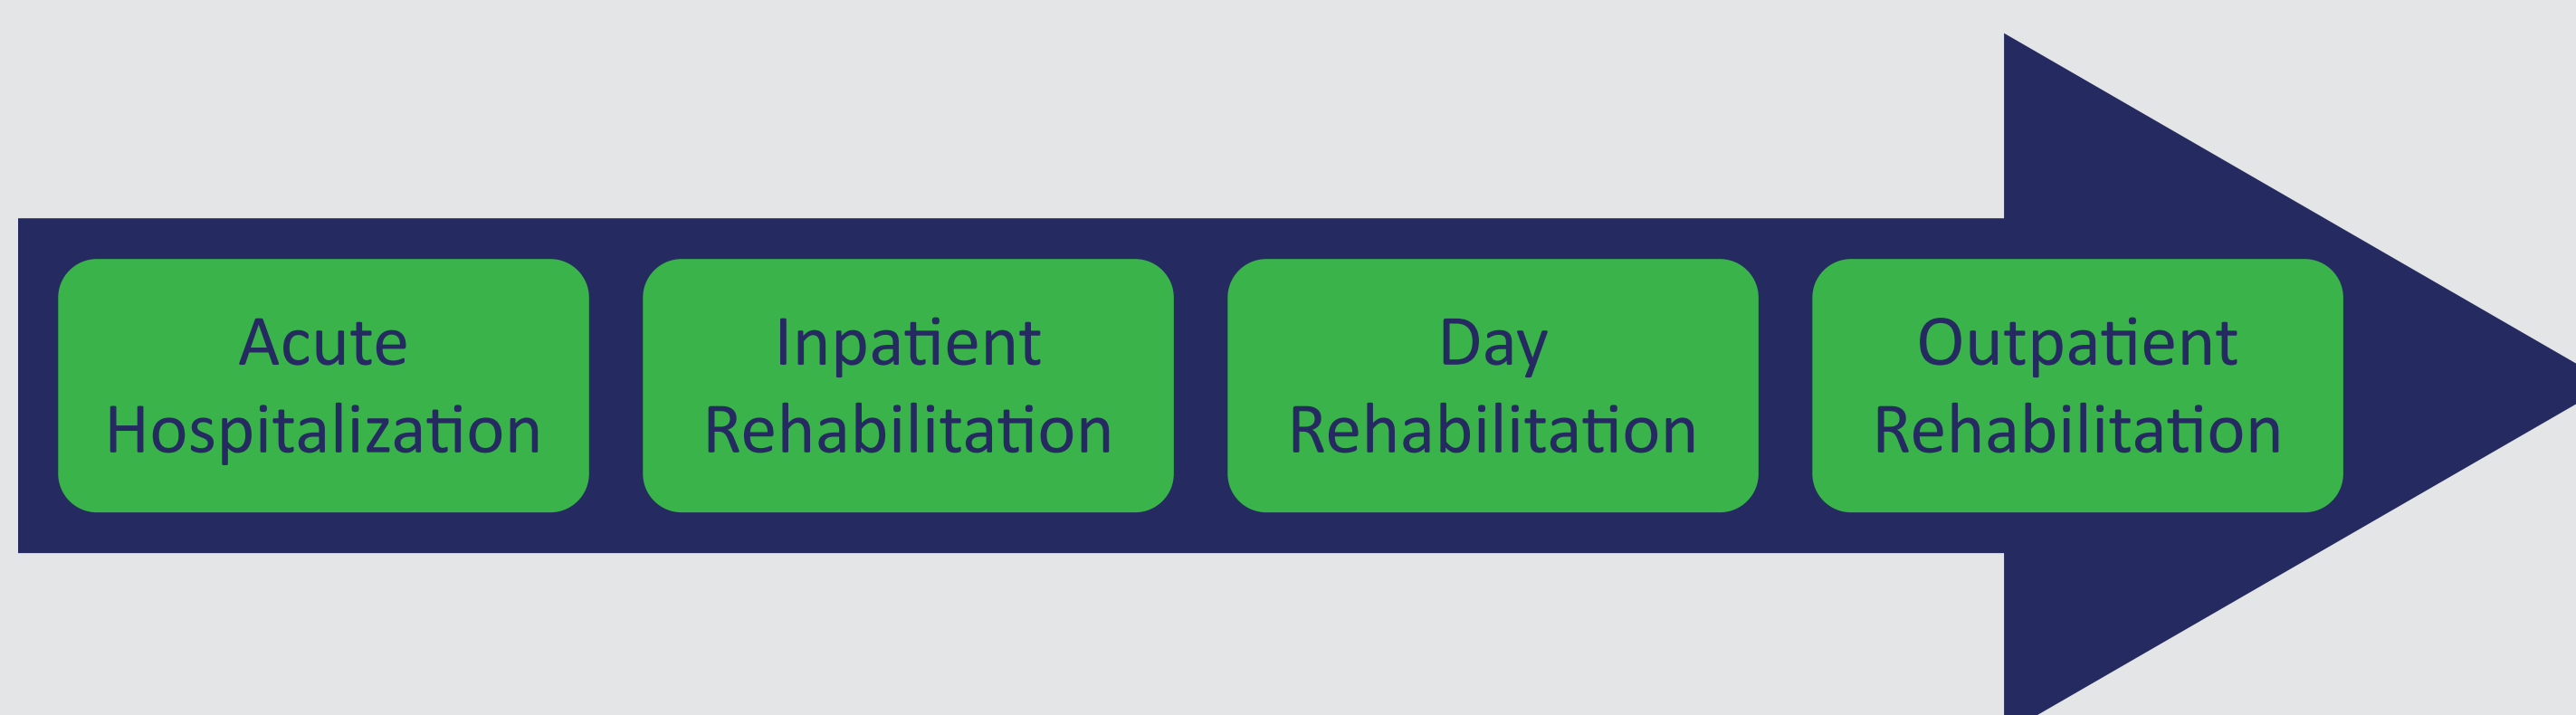 Acute
Hospitalization
Inpatient
Rehabilitation
Day
Rehabilitation
Outpatient
Rehabilitation